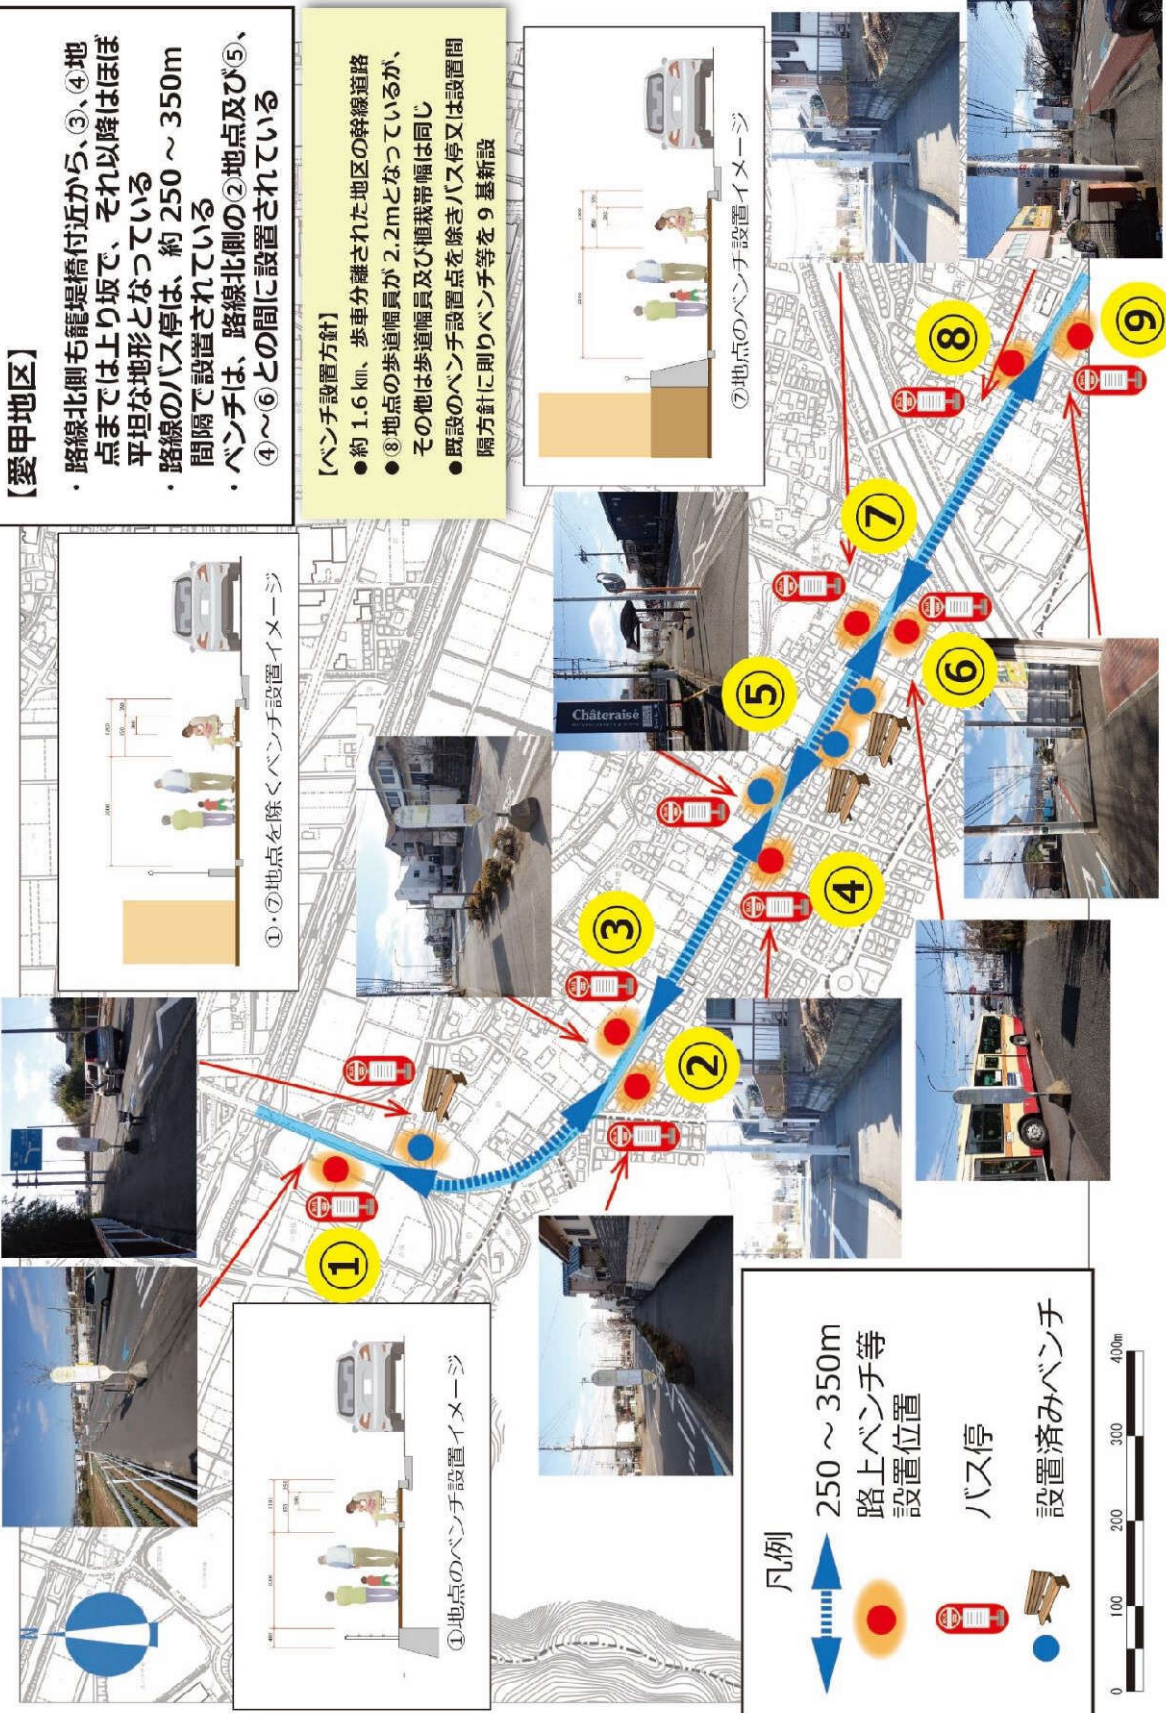 【愛甲地区】
・路線北側も籠堤橋付近から、③、④地
点までは上り坂で、それ以降はほぼ
平坦な地形となっている
・路線のバス停は、約 250 ~ 350m
間隔で設置されている
・ベンチは、路線北側の②地点及び⑤、
④~⑥との間に設置されている
【ベンチ設置方針】
●約 1.6 ㎞、歩車分離された地区の幹線道路
●⑧地点の歩道幅員が 2.2mとなっているが、
その他は歩道幅員及び植栽帯幅は同じ
●既設のベンチ設置点を除きバス停又は設置間
隔方針に則りベンチ等を 9 基新設
①・⑦地点を除くベンチ設置イメージ
⑦地点のベンチ設置イメージ
①地点のベンチ設置イメージ
Châteraisé
①
②
③
④
⑤
⑥
⑦
⑧
⑨
N
凡例
250 ~ 350m
路上ベンチ等
設置位置
バス停
設置済みベンチ
0 100 200 300 400m